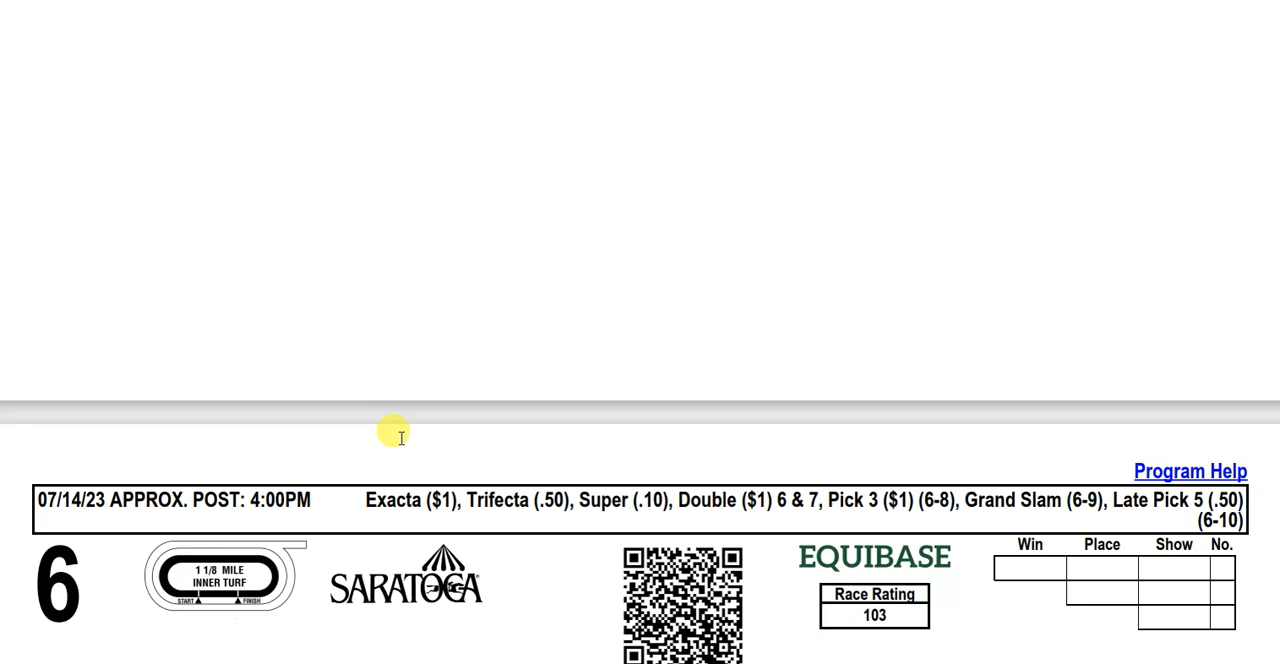 Program Help
07/14/23 APPROX. POST: 4:00PM Exacta ($1), Trifecta (.50), Super (.10), Double ($1) 6 & 7, Pick 3 ($1) (6-8), Grand Slam (6-9), Late Pick 5 (.50)
(6-10)
6
1 1/8 MILE
INNER TURF
START FINISH
SARATOGA
EQUIBASE
Race Rating
103
Win Place Show No.